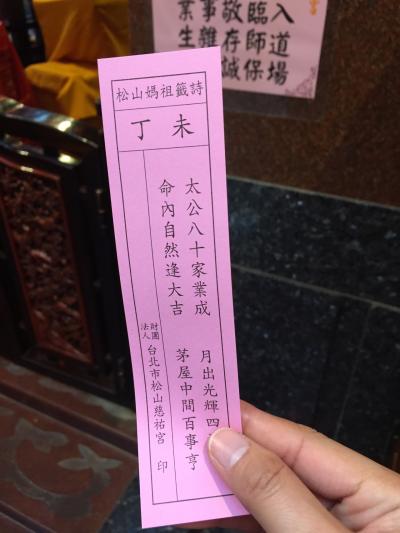 松山媽祖籤詩
丁未
太公八十家業成
月出光輝四
命內自然逢大吉
茅屋中間百事亨
財團法人台北市松山慈祐宮 印
入道場
臨師保
敬存誠
事雜
業生